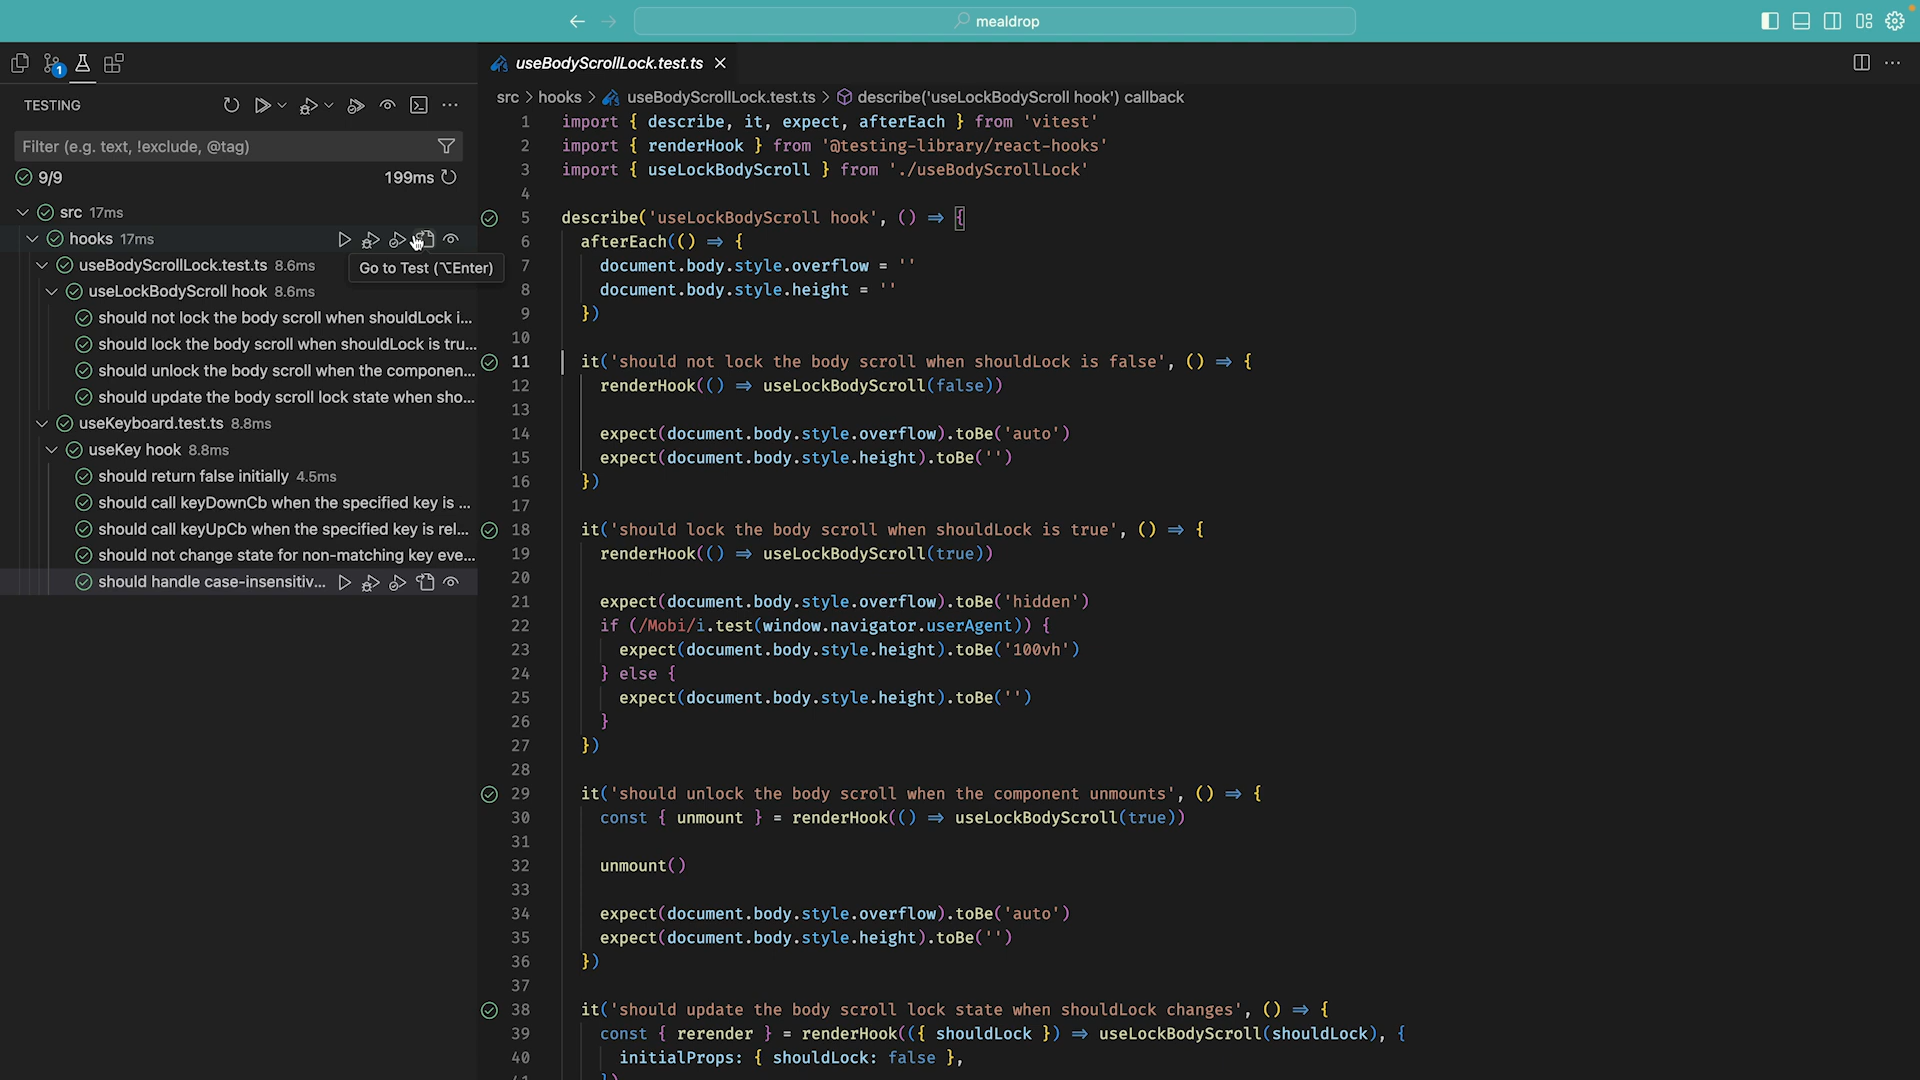 mealdrop
1
useBodyScrollLock.test.ts
TESTING
Filter (e.g. text, !exclude, @tag)
9/9 199ms
src 17ms
hooks 17ms
Go to Test (⌥Enter)
useBodyScrollLock.test.ts 8.6ms
useLockBodyScroll hook 8.6ms
should not lock the body scroll when shouldLock i...
should lock the body scroll when shouldLock is tru...
should unlock the body scroll when the componen...
should update the body scroll lock state when sho...
useKeyboard.test.ts 8.8ms
useKey hook 8.8ms
should return false initially 4.5ms
should call keyDownCb when the specified key is ...
should call keyUpCb when the specified key is rel...
should not change state for non-matching key eve...
should handle case-insensitiv...
src > hooks > useBodyScrollLock.test.ts > describe('useLockBodyScroll hook') callback
1 import { describe, it, expect, afterEach } from 'vitest'
2 import { renderHook } from '@testing-library/react-hooks'
3 import { useLockBodyScroll } from './useBodyScrollLock'
4
5 describe('useLockBodyScroll hook', () ⇒ {
6 afterEach(() ⇒ {
7 document.body.style.overflow = ''
8 document.body.style.height = ''
9 })
10
11 it('should not lock the body scroll when shouldLock is false', () ⇒ {
12 renderHook(() ⇒ useLockBodyScroll(false))
13
14 expect(document.body.style.overflow).toBe('auto')
15 expect(document.body.style.height).toBe('')
16 })
17
18 it('should lock the body scroll when shouldLock is true', () ⇒ {
19 renderHook(() ⇒ useLockBodyScroll(true))
20
21 expect(document.body.style.overflow).toBe('hidden')
22 if (/Mobi/i.test(window.navigator.userAgent)) {
23 expect(document.body.style.height).toBe('100vh')
24 } else {
25 expect(document.body.style.height).toBe('')
26 }
27 })
28
29 it('should unlock the body scroll when the component unmounts', () ⇒ {
30 const { unmount } = renderHook(() ⇒ useLockBodyScroll(true))
31
32 unmount()
33
34 expect(document.body.style.overflow).toBe('auto')
35 expect(document.body.style.height).toBe('')
36 })
37
38 it('should update the body scroll lock state when shouldLock changes', () ⇒ {
39 const { rerender } = renderHook(({ shouldLock }) ⇒ useLockBodyScroll(shouldLock), {
40 initialProps: { shouldLock: false },